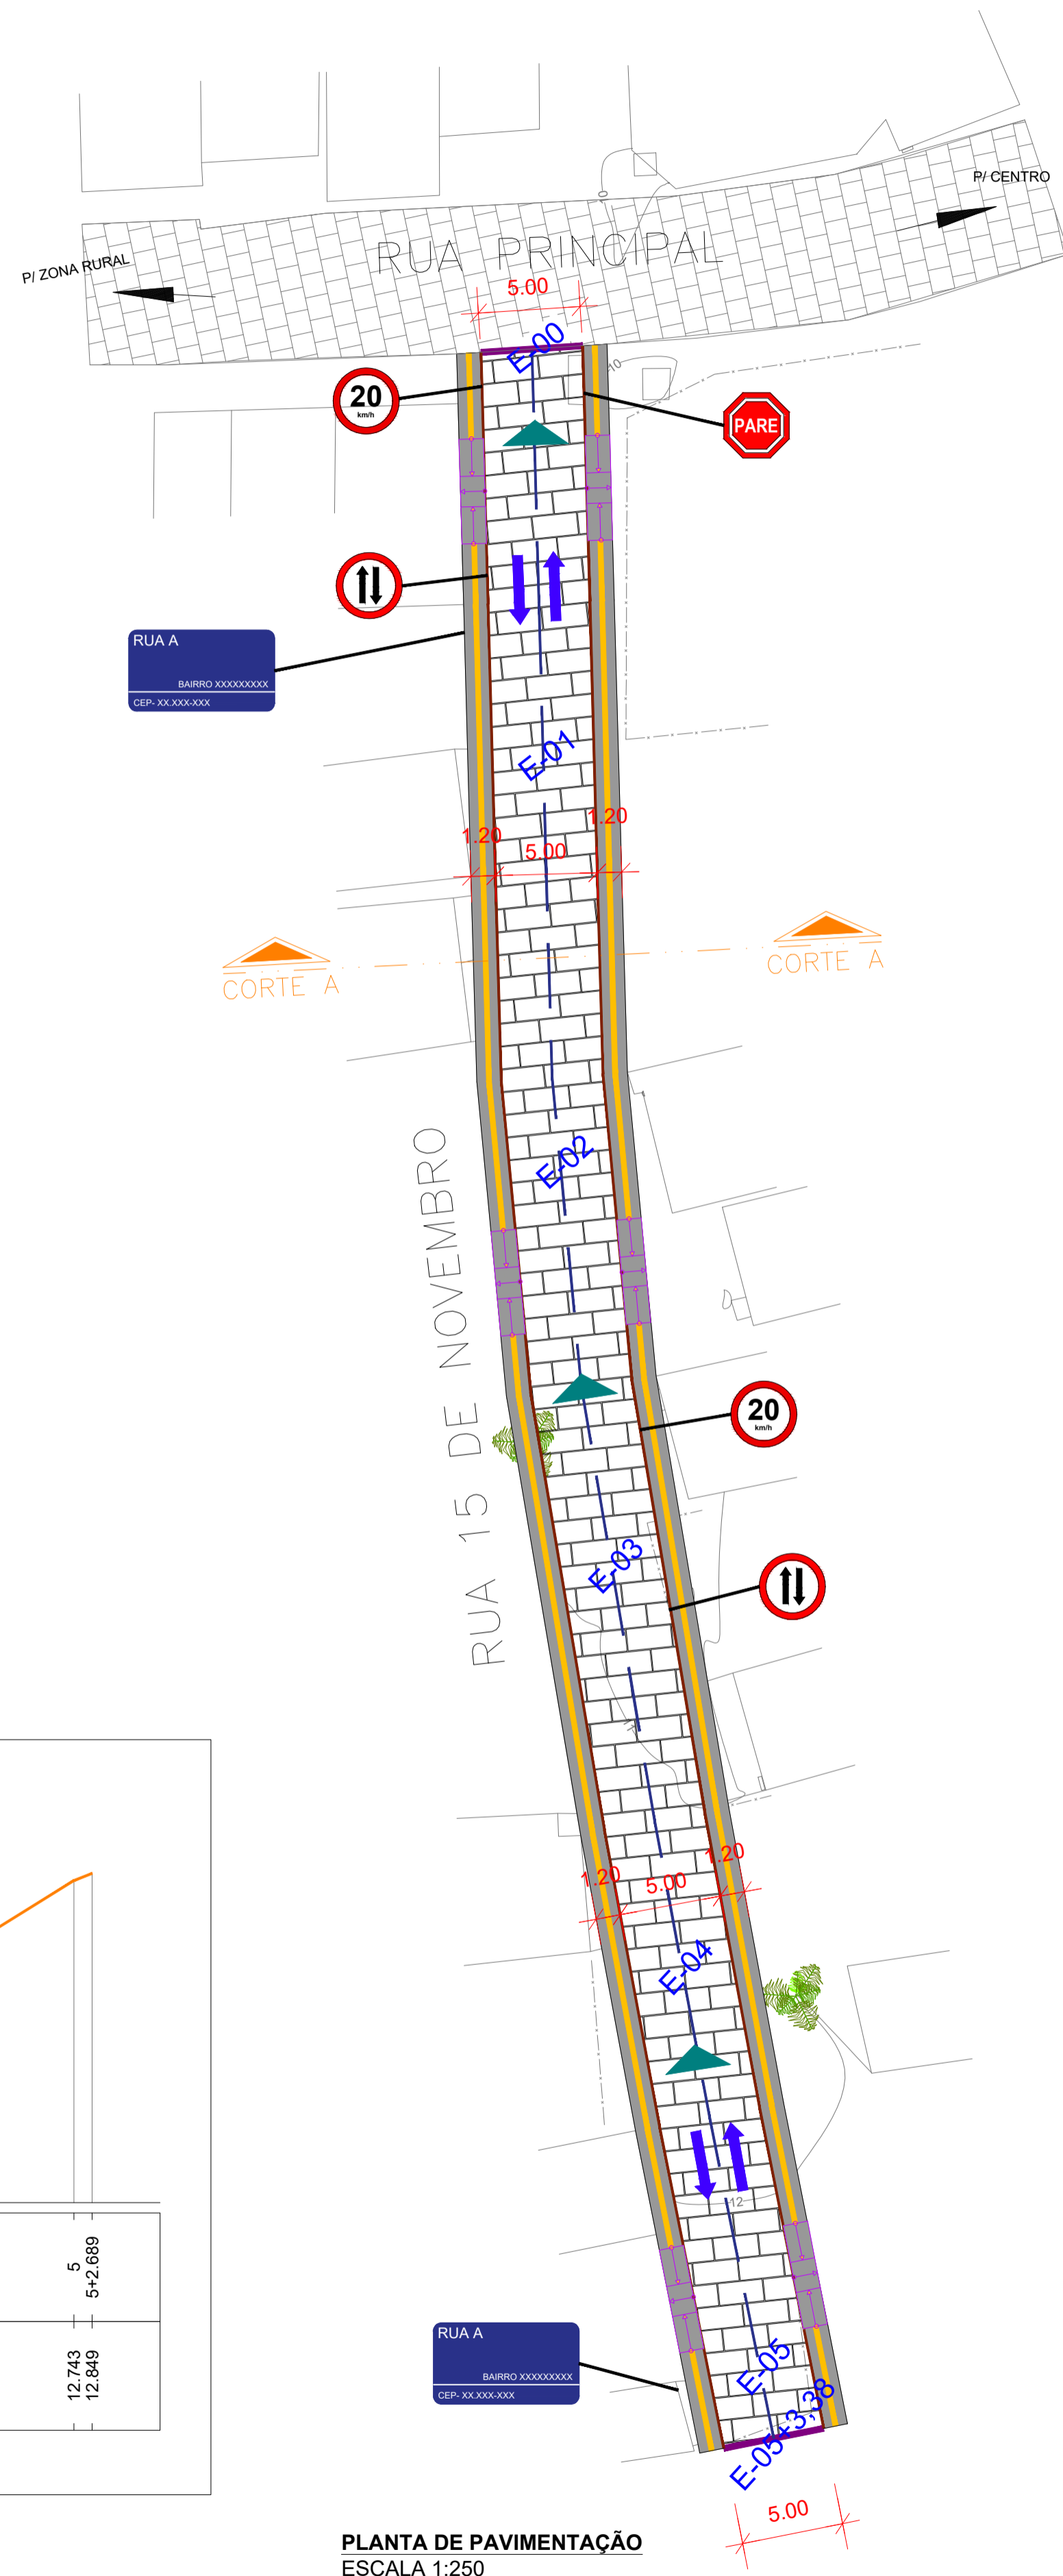 P/ CENTRO
P/ ZONA RURAL
RUA PRINCIPAL
10
5.00
E-00
10
20
km/h
PARE
RUA A
BAIRRO XXXXXXXXX
CEP- XX.XXX-XXX
E-01
1.20
5.00
1.20
CORTE A
CORTE A
RUA 15 DE NOVEMBRO
E-02
20
km/h
E-03
1.20
5.00
1.20
E-04
12
5
5+2.689
12.743
12.849
RUA A
BAIRRO XXXXXXXXX
CEP- XX.XXX-XXX
E-05
E-05+3,38
5.00
PLANTA DE PAVIMENTAÇÃO
ESCALA 1:250